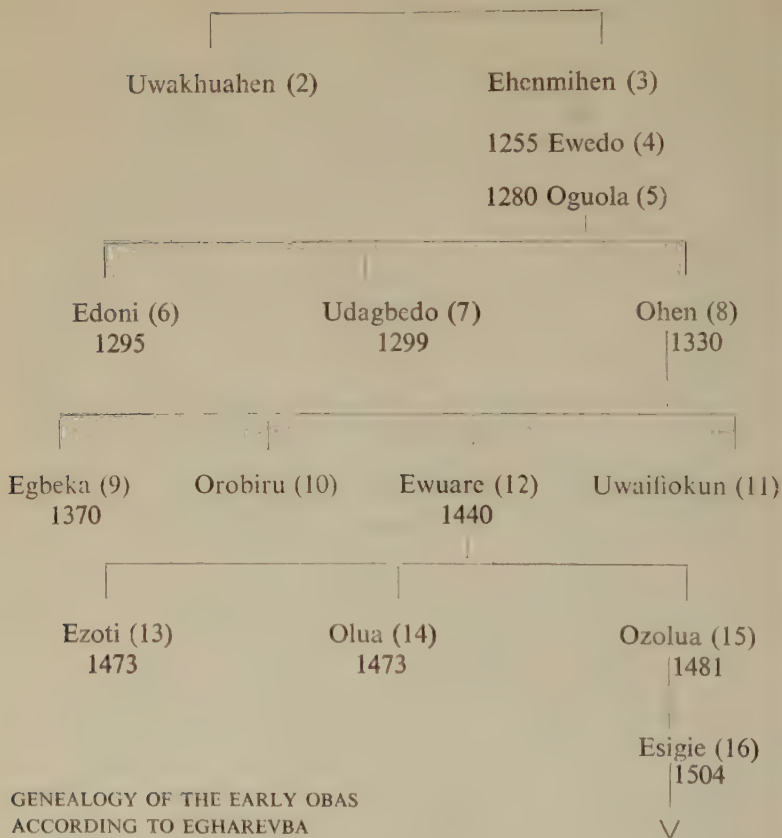 Uwakhuahen (2) Ehenmihen (3)
1255 Ewedo (4)
1280 Oguola (5)
Edoni (6) Udagbedo (7) Ohen (8)
1295 1299 1330
Egbeka (9) Orobiru (10) Ewuare (12) Uwaifiokun (11)
1370 1440
Ezoti (13) Olua (14) Ozolua (15)
1473 1473 1481
Esigie (16)
1504
GENEALOGY OF THE EARLY OBAS
ACCORDING TO EGHAREVBA